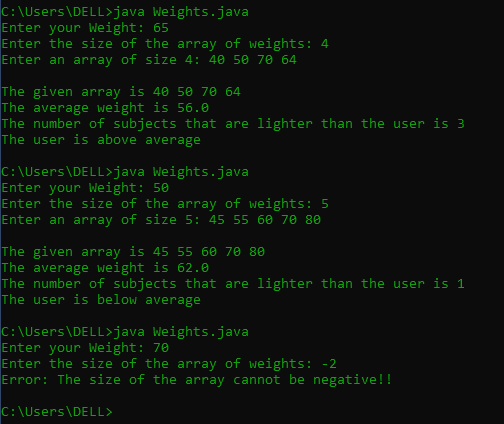 C:\Users\DELL>java Weights.java
Enter your Weight: 65
Enter the size of the array of weights: 4
Enter an array of size 4: 40 50 70 64
The given array is 40 50 70 64
The average weight is 56.0
The number of subjects that are lighter than the user is 3
The user is above average
C:\Users\DELL>java Weights.java
Enter your Weight: 50
Enter the size of the array of weights: 5
Enter an array of size 5: 45 55 60 70 80
The given array is 45 55 60 70 80
The average weight is 62.0
The number of subjects that are lighter than the user is 1
The user is below average
C:\Users\DELL>java Weights.java
Enter your Weight: 70
Enter the size of the array of weights: -2
Error: The size of the array cannot be negative!!
C:\Users\DELL>